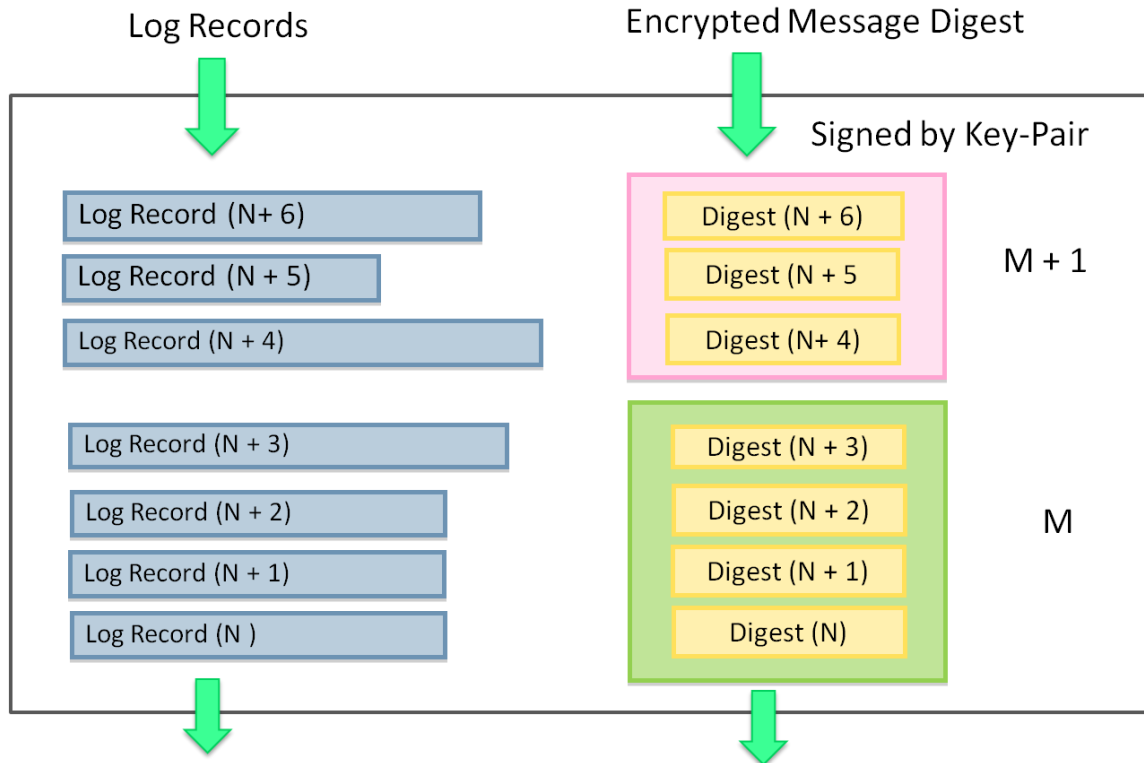 Log Records
Encrypted Message Digest
Signed by Key-Pair
Log Record (N+ 6)
Digest (N + 6)
M + 1
Log Record (N + 5)
Digest (N + 5
Log Record (N + 4)
Digest (N+ 4)
Log Record (N + 3)
Digest (N + 3)
Log Record (N + 2)
Digest (N + 2)
M
Log Record (N + 1)
Digest (N + 1)
Log Record (N )
Digest (N)